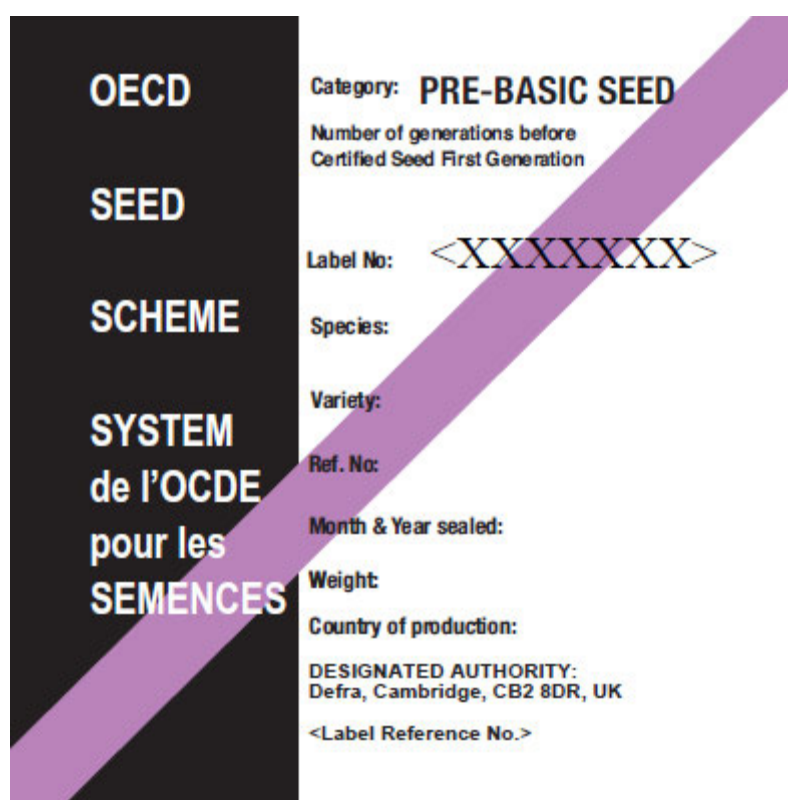 OECD
SEED
SCHEME
SYSTEM
de l’OCDE
pour les
SEMENCES
Category: PRE-BASIC SEED
Number of generations before
Certified Seed First Generation
Label No: <XXXXXXX>
Species:
Variety:
Ref. No:
Month & Year sealed:
Weight:
Country of production:
DESIGNATED AUTHORITY:
Defra, Cambridge, CB2 8DR, UK
<Label Reference No.>